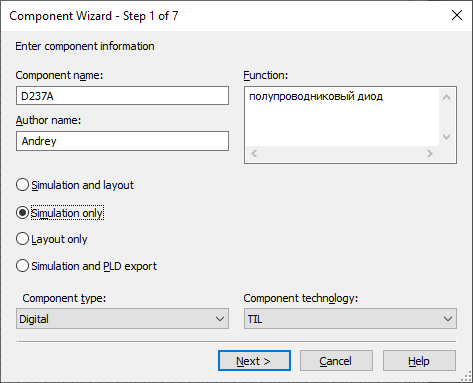 Component Wizard - Step 1 of 7
Enter component information
Component name:
D237A
Author name:
Andrey
Function:
полупроводниковый диод
Simulation and layout
Simulation only
Layout only
Simulation and PLD export
Component type:
Digital
Component technology:
TIL
Next >
Cancel
Help